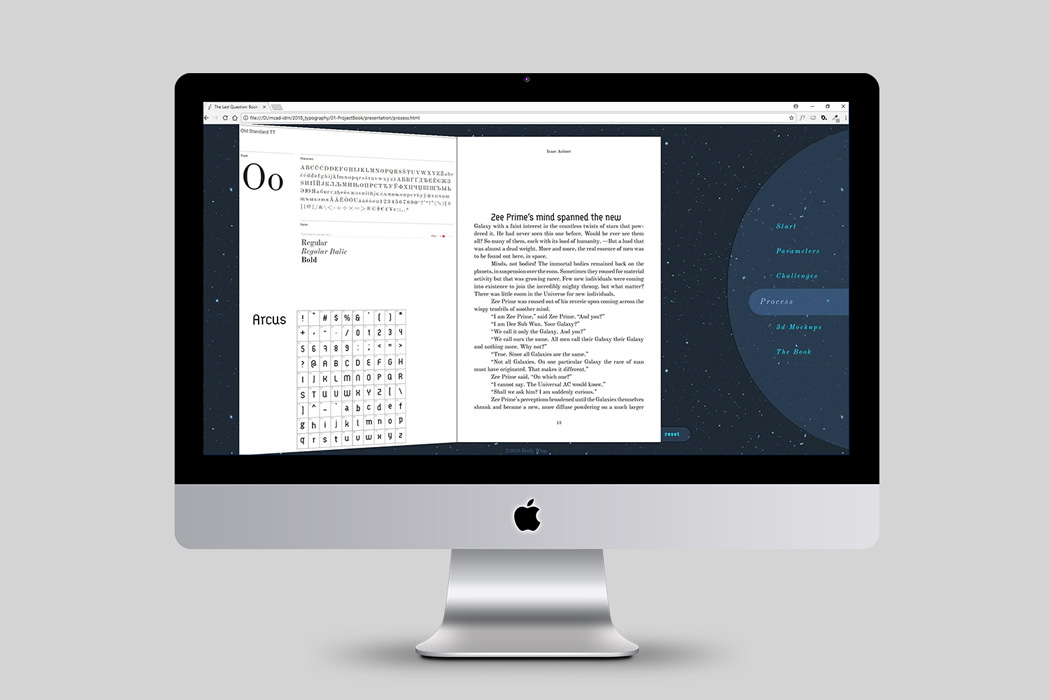 The Last Question: Book
file:///D:/mcad-idm/2018_typography/01-ProjectBook/presentation/process.html
Old Standard TT
Oo
Characters
Styles
Regular
Regular Italic
Bold
Arcus
! " # $ % & ' ( ) *
+ , - . / 0 1 2 3 4
5 6 7 8 9 : ; < = >
? @ A B C D E F G H
I J K L M N O P Q R
S T U V W X Y Z [ \
] ^ _ ` a b c d e f
g h i j k l m n o p
q r s t u v w x y z
Isaac Asimov
Zee Prime's mind spanned the new
Galaxy with a faint interest in the countless twists of stars that pow-
dered it. He had never seen this one before. Would he ever see them
all? So many of them, each with its load of humanity. —But a load that
was almost a dead weight. More and more, the real essence of men was
to be found out here, in space.
Minds, not bodies! The immortal bodies remained back on the
planets, in suspension over the eons. Sometimes they roused for material
activity but that was growing rarer. Few new individuals were coming
into existence to join the incredibly mighty throng, but what matter?
There was little room in the Universe for new individuals.
Zee Prime was roused out of his reverie upon coming across the
wispy tendrils of another mind.
"I am Zee Prime," said Zee Prime. "And you?"
"I am Dee Sub Wun. Your Galaxy?"
"We call it only the Galaxy. And you?"
"We call ours the same. All men call their Galaxy their Galaxy
and nothing more. Why not?"
"True. Since all Galaxies are the same."
"Not all Galaxies. On one particular Galaxy the race of man
must have originated. That makes it different."
Zee Prime said, "On which one?"
"I cannot say. The Universal AC would know."
"Shall we ask him? I am suddenly curious."
Zee Prime's perceptions broadened until the Galaxies themselves
shrank and became a new, more diffuse powdering on a much larger
13
Start
Parameters
Challenges
Process
3d Mockups
The Book
reset